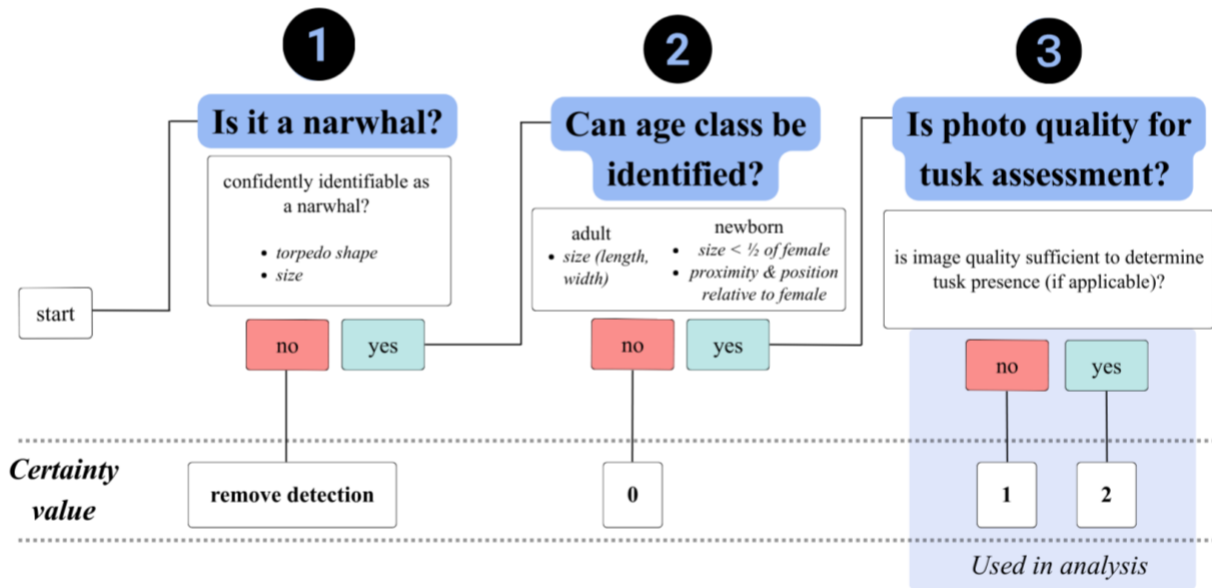 1
Is it a narwhal?
confidently identifiable as
a narwhal?
• torpedo shape
• size
start
no
yes
2
Can age class be
identified?
adult
• size (length,
width)
newborn
• size < ½ of female
• proximity & position
relative to female
no
yes
3
Is photo quality for
tusk assessment?
is image quality sufficient to determine
tusk presence (if applicable)?
no
yes
Certainty
value
remove detection
0
1
2
Used in analysis